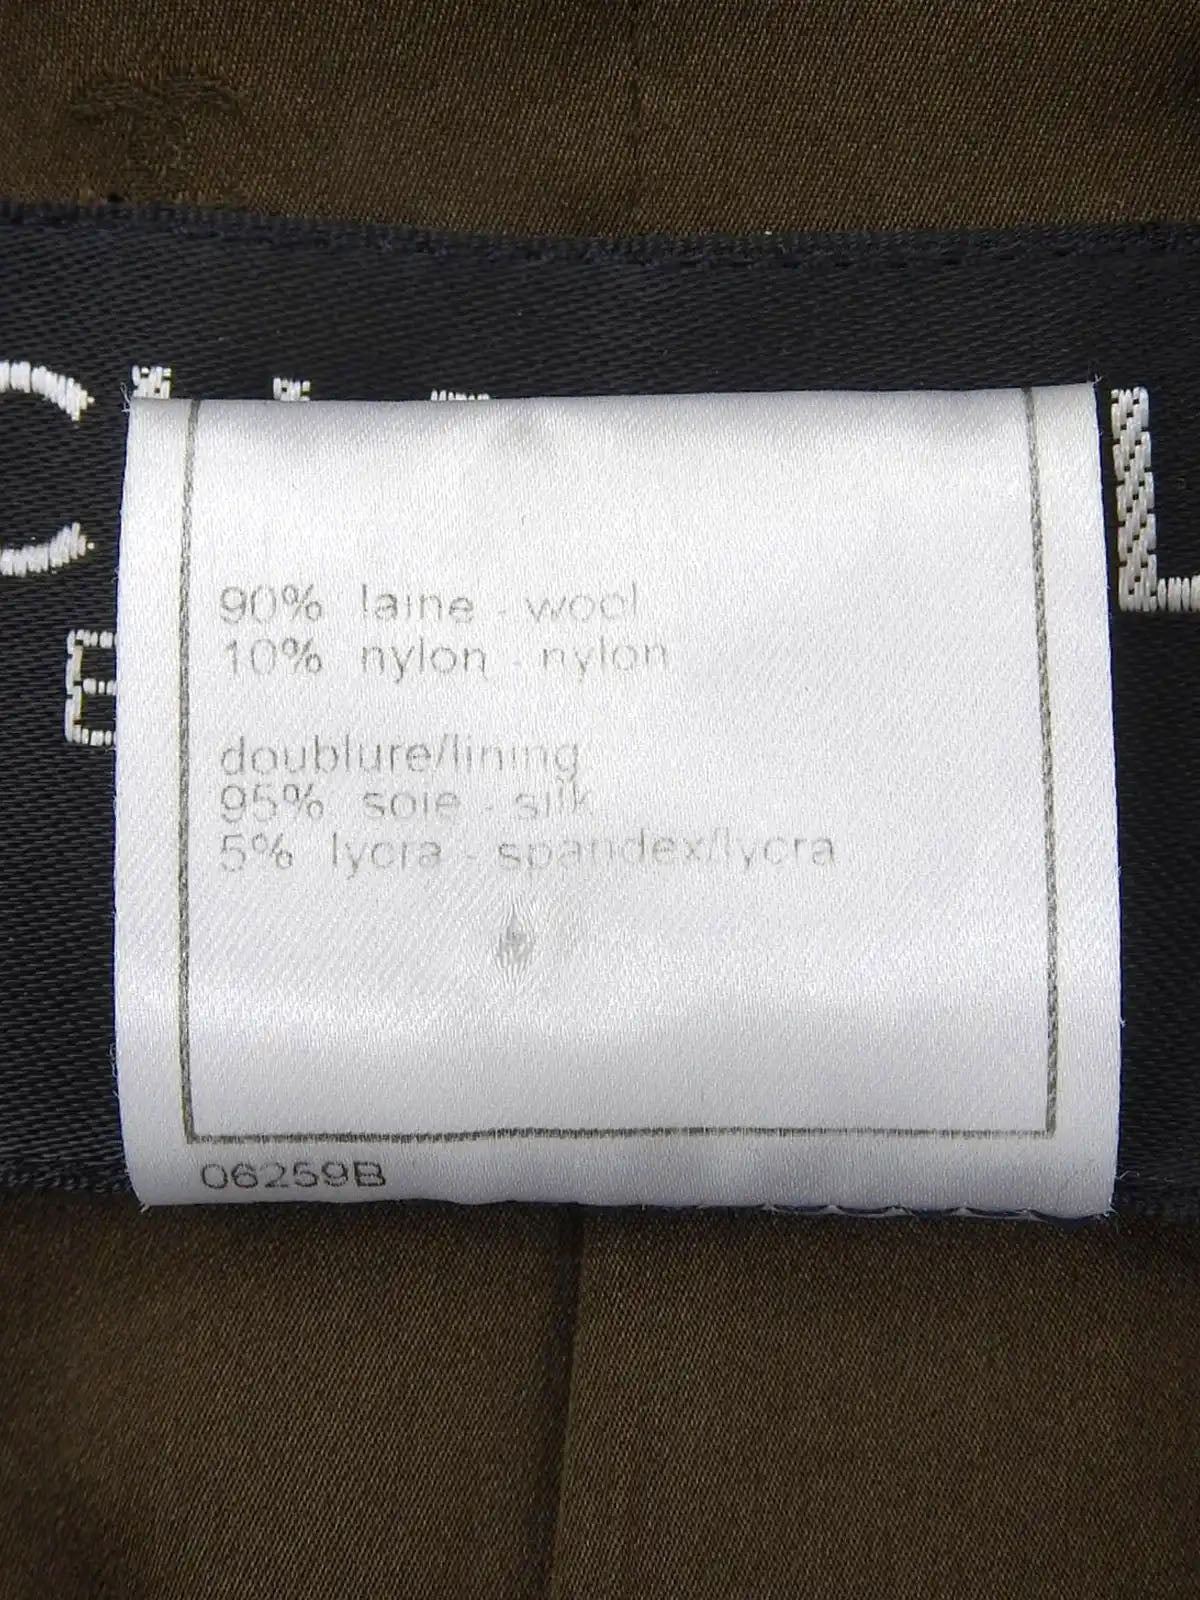 C
L
90% laine - wool
10% nylon - nylon
doublure/lining
95% soie - silk
5% lycra - spandex/lycra
06259B